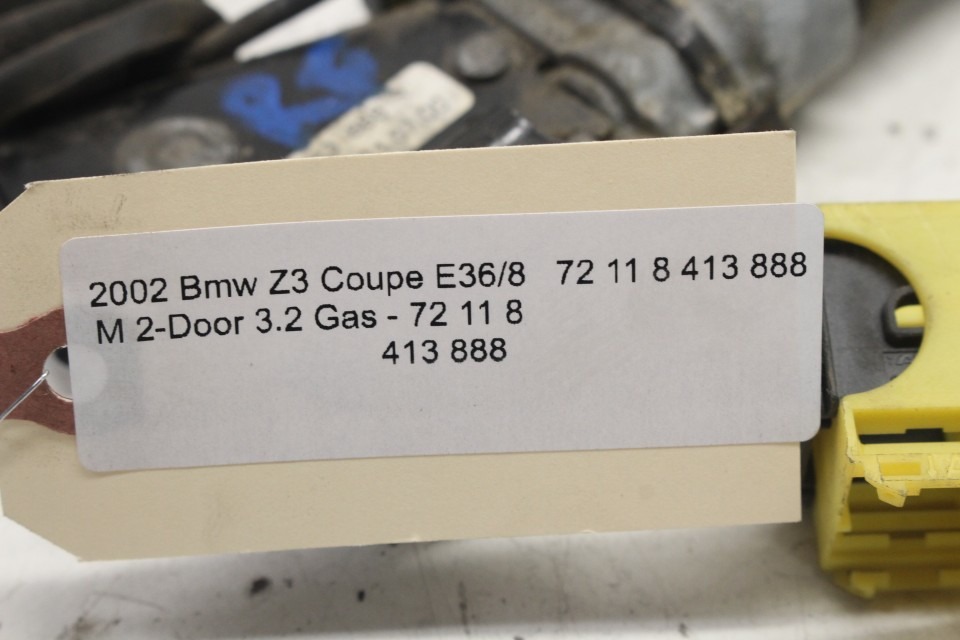 RG
2002 Bmw Z3 Coupe E36/8 72 11 8 413 888
M 2-Door 3.2 Gas - 72 11 8
413 888